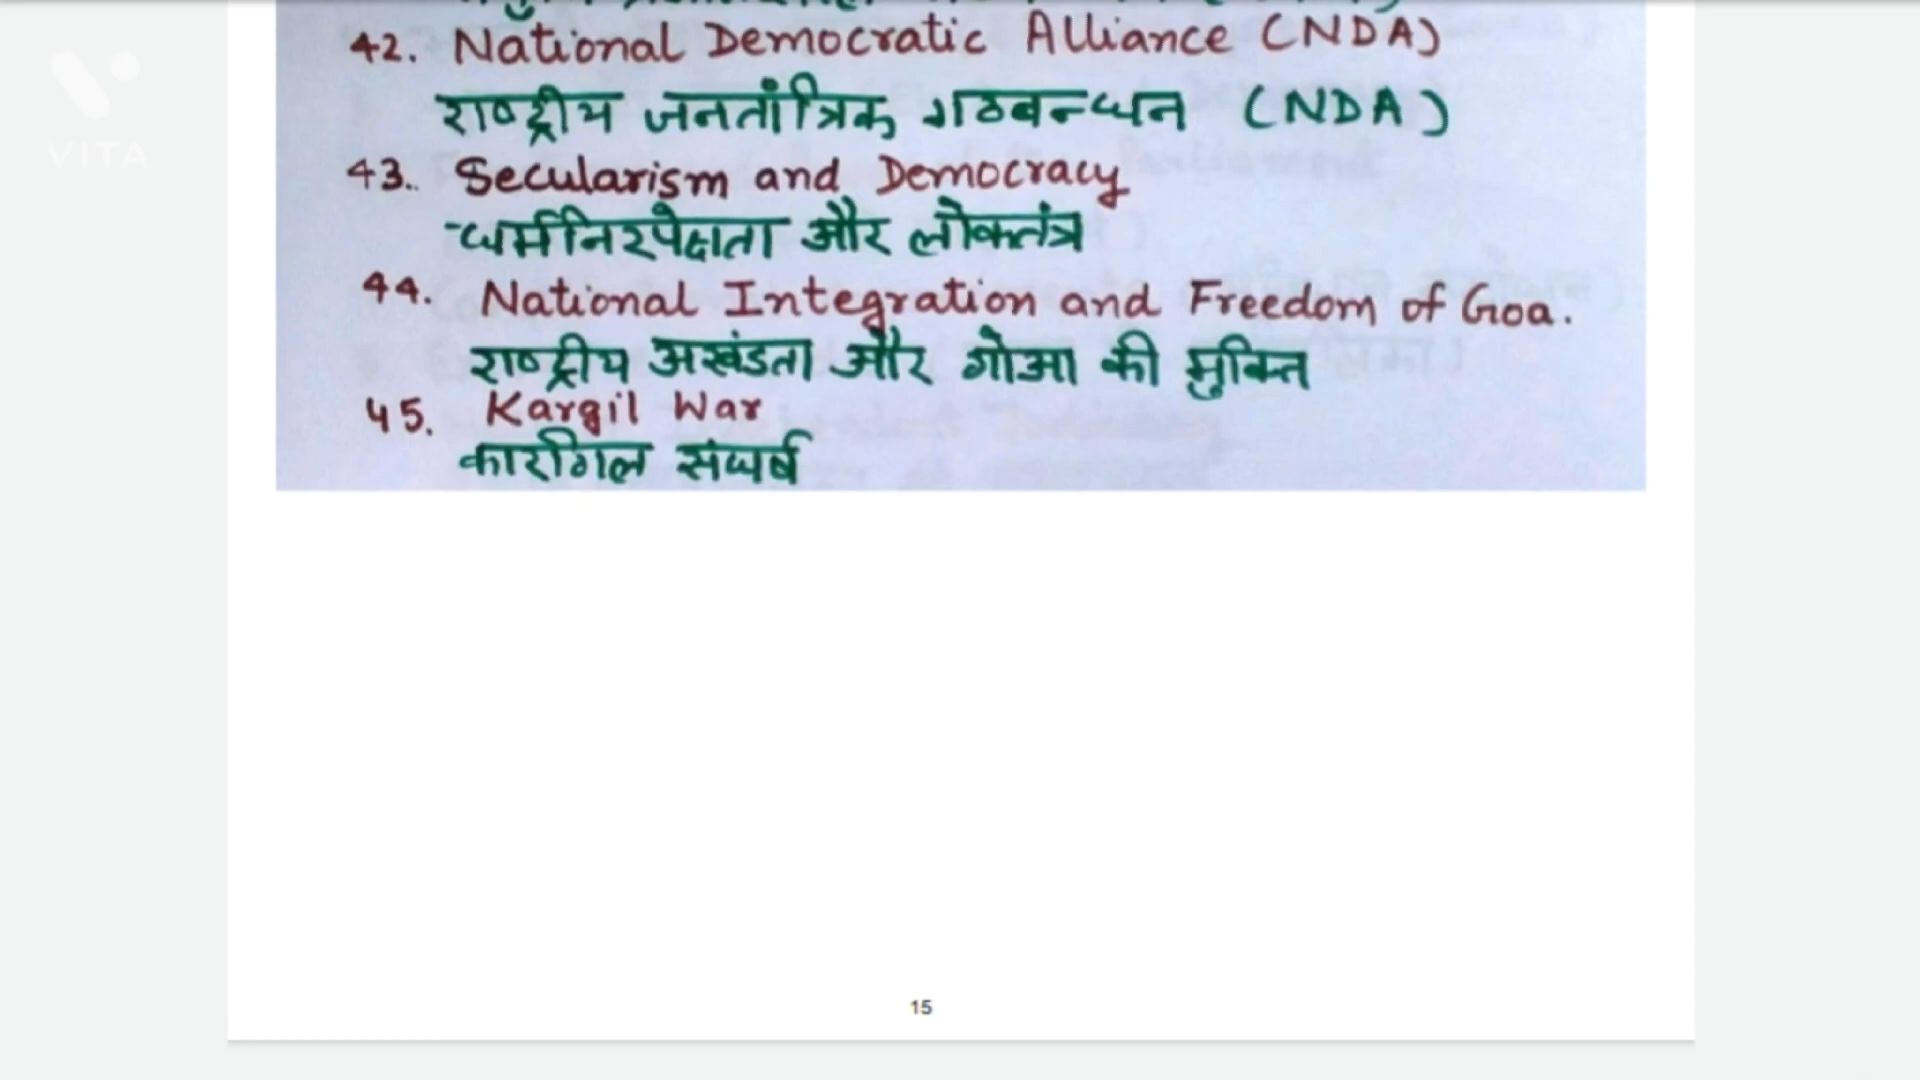 42. National Democratic Alliance (NDA)
राष्ट्रीय जनतांत्रिक गठबन्धन (NDA)
43. Secularism and Democracy
धर्मनिरपेक्षता और लोकतंत्र
44. National Integration and Freedom of Goa.
राष्ट्रीय अखंडता और गोआ की मुक्ति
45. Kargil War
कारगिल संघर्ष
15
VITA